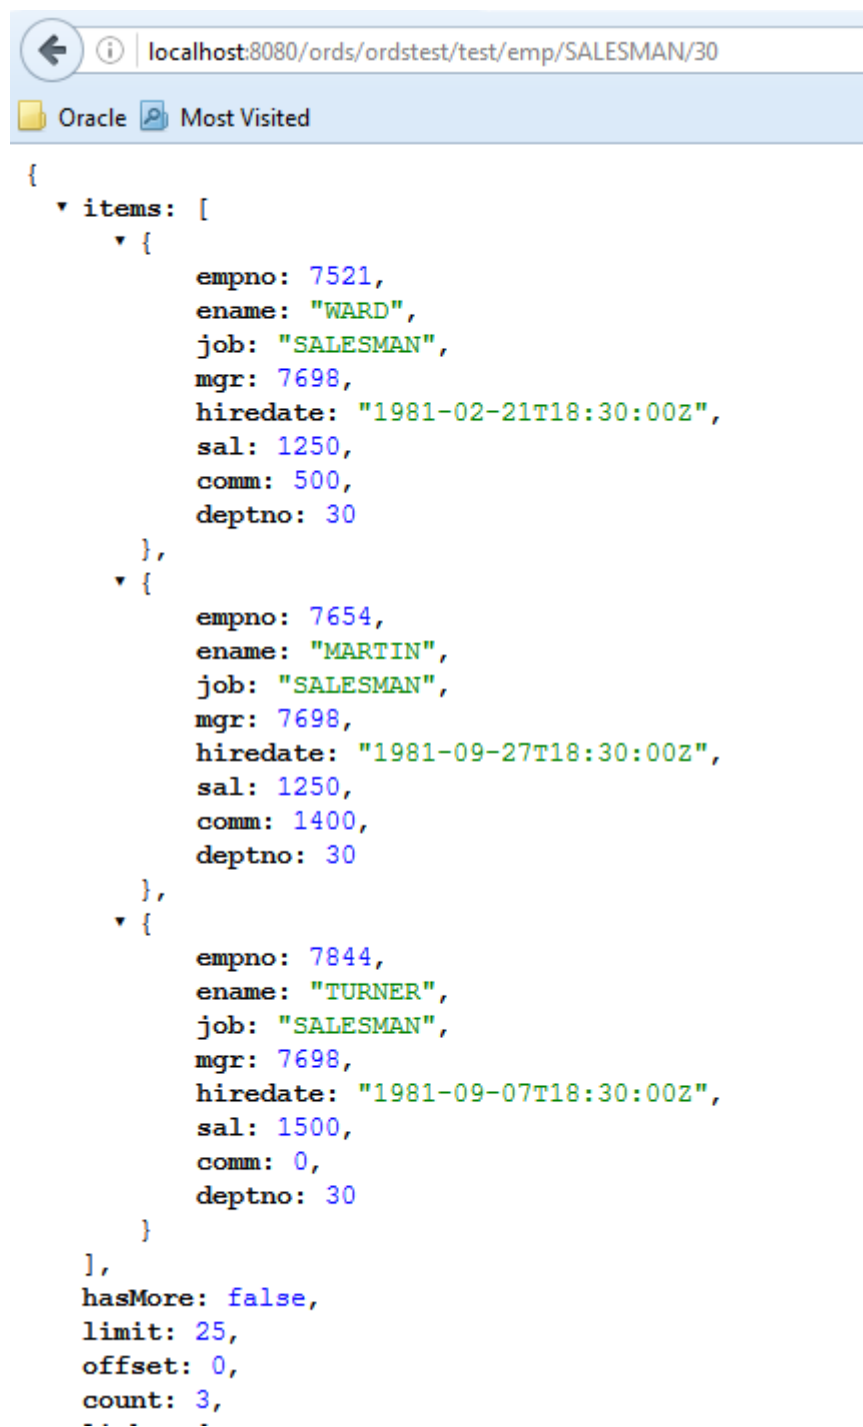 localhost:8080/ords/ordstest/test/emp/SALESMAN/30
Oracle Most Visited
{
items: [
{
empno: 7521,
ename: "WARD",
job: "SALESMAN",
mgr: 7698,
hiredate: "1981-02-21T18:30:00Z",
sal: 1250,
comm: 500,
deptno: 30
},
{
empno: 7654,
ename: "MARTIN",
job: "SALESMAN",
mgr: 7698,
hiredate: "1981-09-27T18:30:00Z",
sal: 1250,
comm: 1400,
deptno: 30
},
{
empno: 7844,
ename: "TURNER",
job: "SALESMAN",
mgr: 7698,
hiredate: "1981-09-07T18:30:00Z",
sal: 1500,
comm: 0,
deptno: 30
}
],
hasMore: false,
limit: 25,
offset: 0,
count: 3,